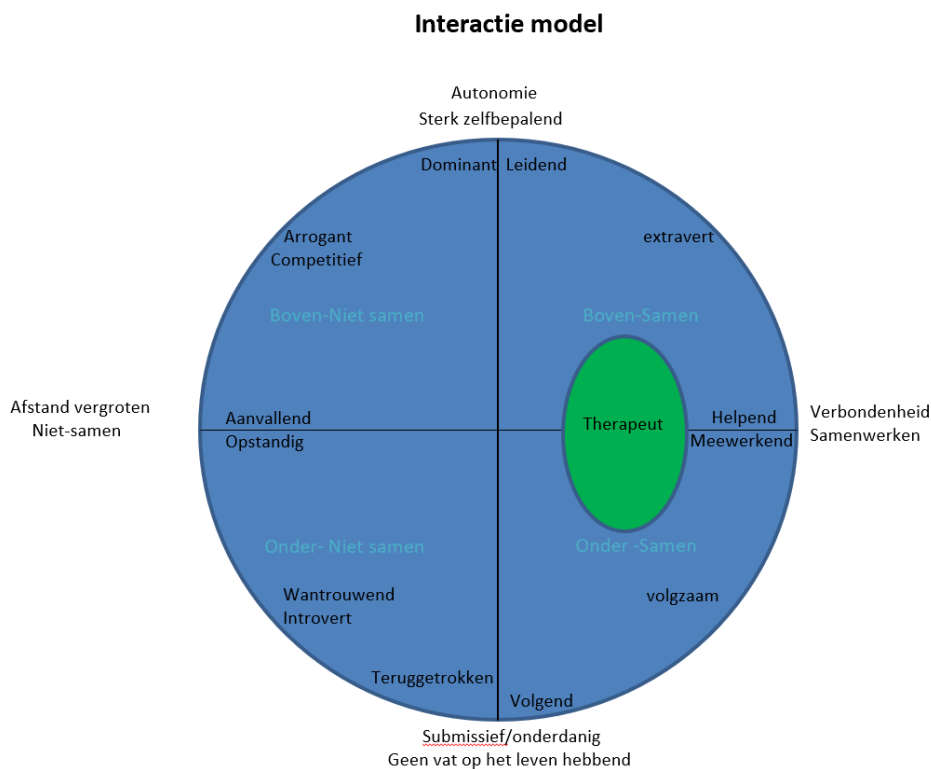 Interactie model
Autonomie
Sterk zelfbepalend
Dominant Leidend
Arrogant
Competitief
extravert
Boven-Niet samen
Boven-Samen
Afstand vergroten
Niet-samen
Aanvallend
Opstandig
Therapeut
Helpend
Meewerkend
Verbondenheid
Samenwerken
Onder- Niet samen
Onder -Samen
Wantrouwend
Introvert
volgzaam
Teruggetrokken
Volgend
Submissief/onderdanig
Geen vat op het leven hebbend